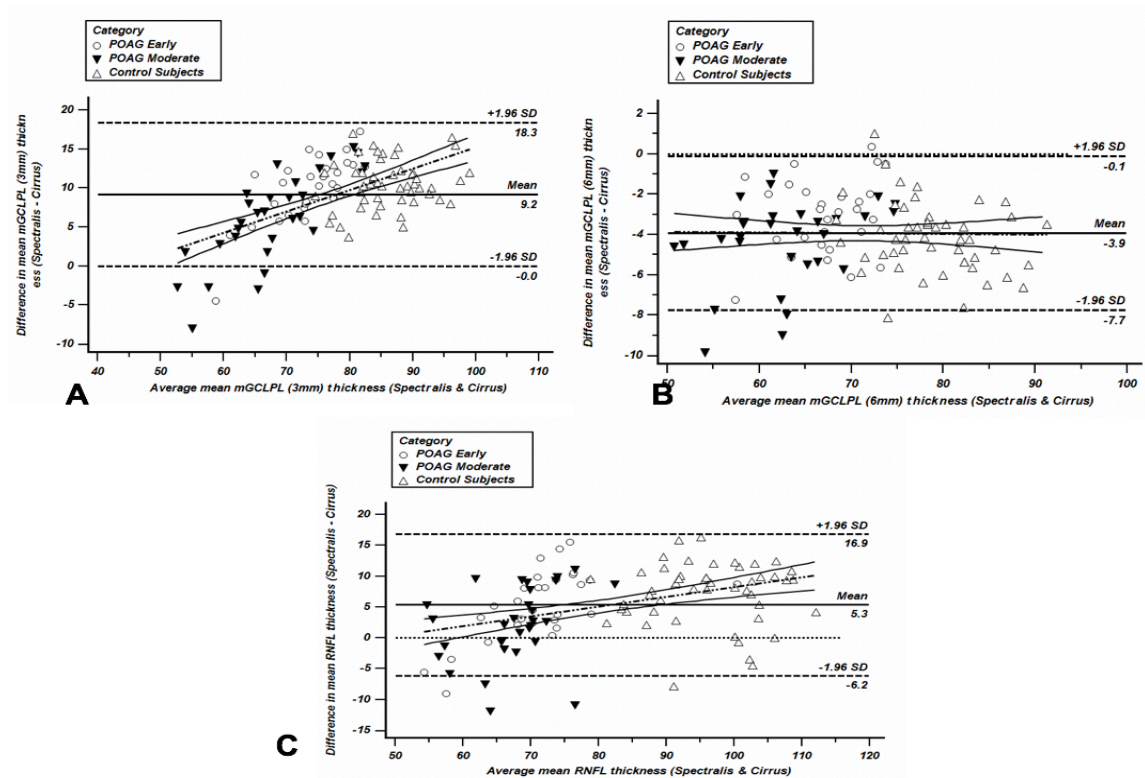 Category
POAG Early
POAG Moderate
Control Subjects
Difference in mean mGCLPL (3mm) thickn
ess (Spectralis - Cirrus)
20
15
10
5
0
-5
-10
+1.96 SD
18.3
Mean
9.2
-1.96 SD
-0.0
40 50 60 70 80 90 100 110
Average mean mGCLPL (3mm) thickness (Spectralis & Cirrus)
A
Category
POAG Early
POAG Moderate
Control Subjects
Difference in mean mGCLPL (6mm) thickn
ess (Spectralis - Cirrus)
2
0
-2
-4
-6
-8
-10
+1.96 SD
-0.1
Mean
-3.9
-1.96 SD
-7.7
50 60 70 80 90 100
Average mean mGCLPL (6mm) thickness (Spectralis & Cirrus)
B
Category
POAG Early
POAG Moderate
Control Subjects
Difference in mean RNFL thickness (Spectralis - Cirrus)
20
15
10
5
0
-5
-10
-15
+1.96 SD
16.9
Mean
5.3
-1.96 SD
-6.2
50 60 70 80 90 100 110 120
Average mean RNFL thickness (Spectralis & Cirrus)
C